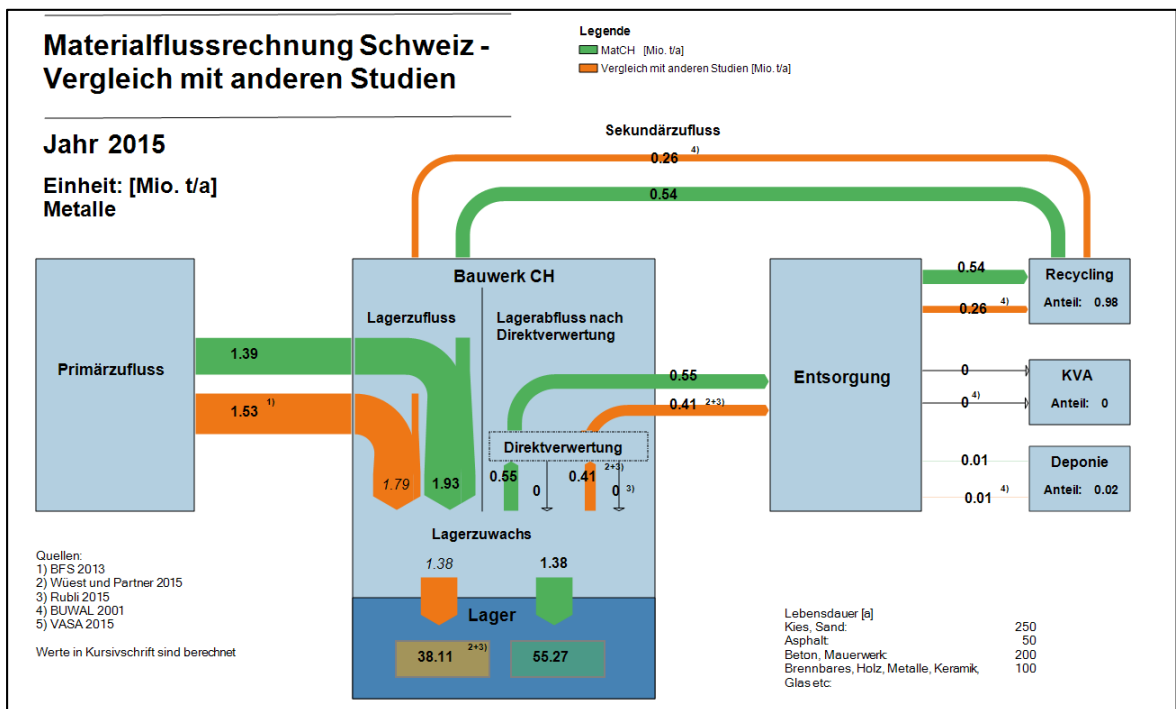 Materialflussrechnung Schweiz -
Vergleich mit anderen Studien
Legende
MatCH [Mio. t/a]
Vergleich mit anderen Studien [Mio. t/a]
Jahr 2015
Einheit: [Mio. t/a]
Metalle
Sekundärzufluss
0.26 4)
0.54
Primärzufluss
1.39
1.53 1)
Bauwerk CH
Lagerzufluss
Lagerabfluss nach
Direktverwertung
1.79
1.93
Direktverwertung
0.55
0
0.41 2+3)
0 3)
0.55
0.41 2+3)
Lagerzuwachs
1.38
1.38
Lager
38.11 2+3)
55.27
Entsorgung
0.54
0.26 4)
Recycling
Anteil: 0.98
0
0 4)
KVA
Anteil: 0
0.01
0.01 4)
Deponie
Anteil: 0.02
Quellen:
1) BFS 2013
2) Wüest und Partner 2015
3) Rubli 2015
4) BUWAL 2001
5) VASA 2015
Werte in Kursivschrift sind berechnet
Lebensdauer [a]
Kies, Sand: 250
Asphalt: 50
Beton, Mauerwerk: 200
Brennbares, Holz, Metalle, Keramik, 100
Glas etc: